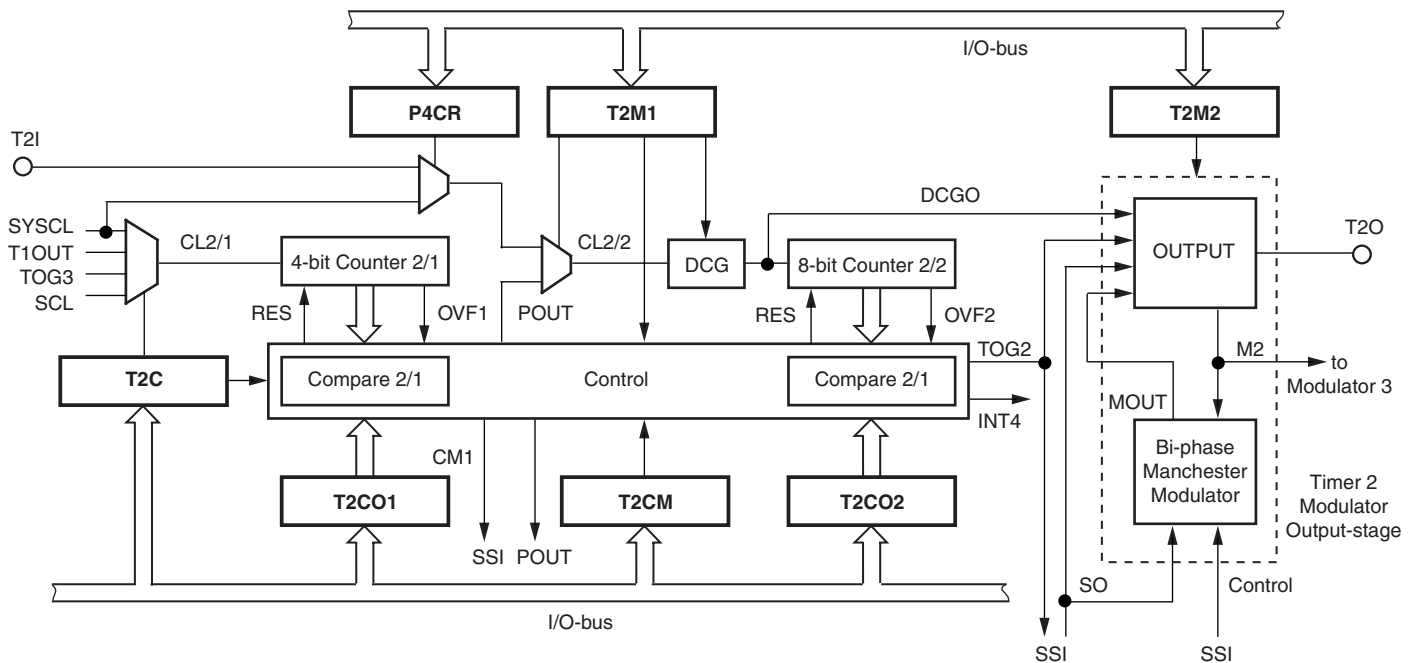 I/O-bus
P4CR
T2M1
T2M2
T2I
DCGO
SYSCL
T1OUT
TOG3
SCL
CL2/1
4-bit Counter 2/1
CL2/2
DCG
8-bit Counter 2/2
OUTPUT
T2O
RES
OVF1
POUT
RES
OVF2
TOG2
M2
to
Modulator 3
T2C
Compare 2/1
Control
Compare 2/1
INT4
MOUT
CM1
Bi-phase
Manchester
Modulator
Timer 2
Modulator
Output-stage
T2CO1
T2CM
T2CO2
SSI
POUT
SO
Control
I/O-bus
SSI
SSI